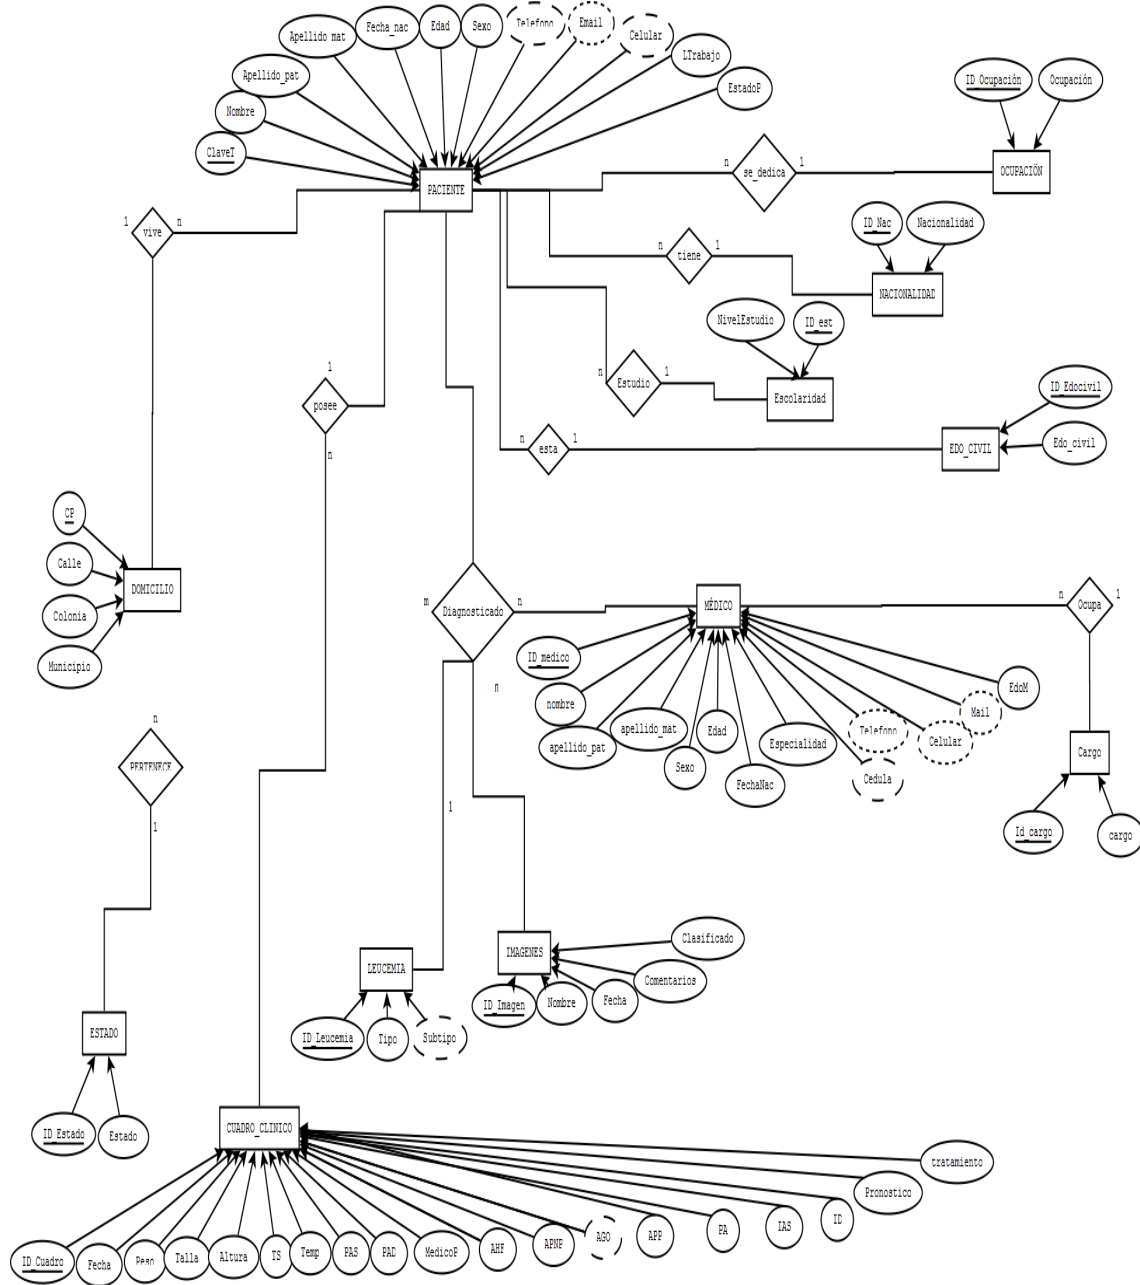 Fecha_nac
Edad
Sexo
Telefono
Email
Celular
Apellido mat
LTrabajo
Apellido_pat
EstadoP
Nombre
ClaveT
PACIENTE
ID_Ocupación
Ocupación
n
se_dedica
1
OCUPACIÓN
1
vive
n
ID_Nac
Nacionalidad
n
tiene
1
NACIONALIDAD
NivelEstudio
ID_est
1
posee
n
n
Estudio
1
Escolaridad
ID_Edocivil
n
esta
1
EDO_CIVIL
Edo_civil
CP
Calle
Colonia
Municipio
DOMICILIO
m
Diagnosticado
n
n
MÉDICO
n
Ocupa
1
ID_medico
nombre
apellido_pat
apellido_mat
Sexo
Edad
FechaNac
Especialidad
Telefono
Cedula
Celular
Mail
EdoM
n
PERTENECE
1
Cargo
Id_cargo
cargo
1
LEUCEMIA
IMAGENES
Clasificado
Comentarios
ID_Imagen
Nombre
Fecha
ID_Leucemia
Tipo
Subtipo
ESTADO
ID_Estado
Estado
CUADRO_CLINICO
tratamiento
Pronostico
ID
IAS
PA
APP
AGO
APNP
AHF
MedicoP
PAD
PAS
Temp
TS
Altura
Talla
Peso
Fecha
ID_Cuadro